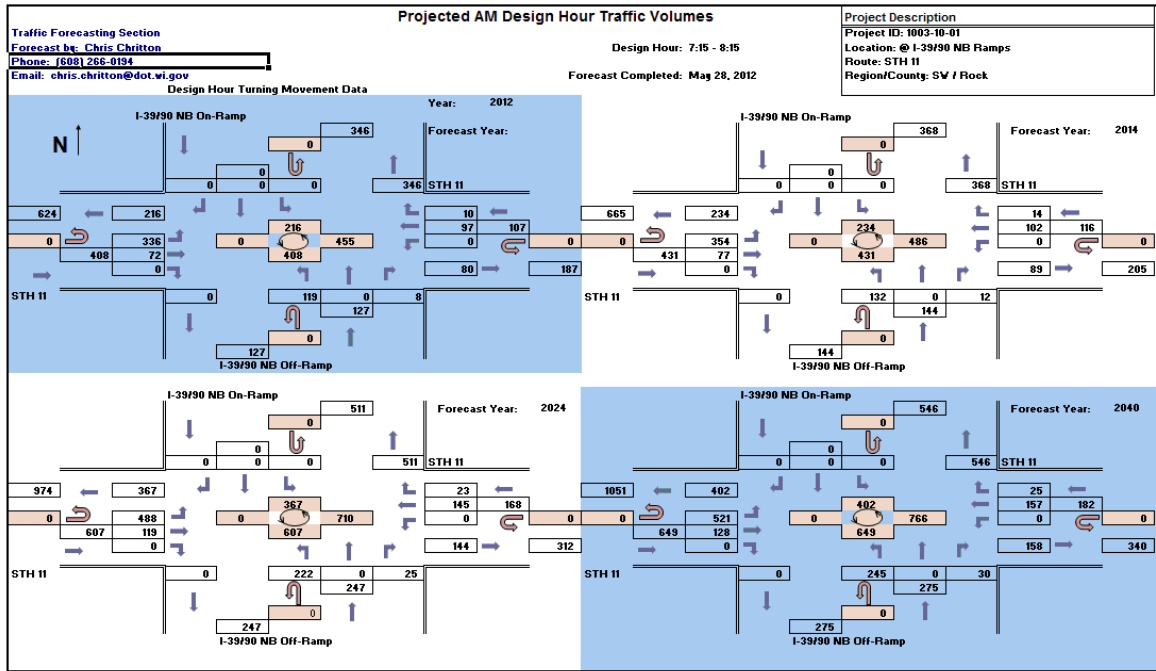 Projected AM Design Hour Traffic Volumes
Project Description
Traffic Forecasting Section
Project ID: 1003-10-01
Forecast by: Chris Chritton
Design Hour: 7:15 - 8:15
Location: @ I-39/90 NB Ramps
Phone: (608) 266-0194
Route: STH 11
Email: chris.chritton@dot.wi.gov
Forecast Completed: May 28, 2012
Region/County: SW / Rock
Design Hour Turning Movement Data
Year: 2012
I-39/90 NB On-Ramp
N
346
Forecast Year:
0
0
0 0 0
346 STH 11
624 216
10
216
97 107
0 336
0 455
0 0
408 72
408
0
80 187
STH 11
0
119 0 8
127
0
127
I-39/90 NB Off-Ramp
I-39/90 NB On-Ramp
368
Forecast Year: 2014
0
0
0 0 0
368 STH 11
665 234
14
234
102 116
0 354
0 486
0 0
431 77
431
0
89 205
STH 11
0
132 0 12
144
0
144
I-39/90 NB Off-Ramp
I-39/90 NB On-Ramp
511
Forecast Year: 2024
0
0
0 0 0
511 STH 11
974 367
23
367
145 168
0 488
0 710
0 0
607 119
607
0
144 312
STH 11
0
222 0 25
247
0
247
I-39/90 NB Off-Ramp
I-39/90 NB On-Ramp
546
Forecast Year: 2040
0
0
0 0 0
546 STH 11
1051 402
25
402
157 182
0 521
0 766
0 0
649 128
649
0
158 340
STH 11
0
245 0 30
275
0
275
I-39/90 NB Off-Ramp